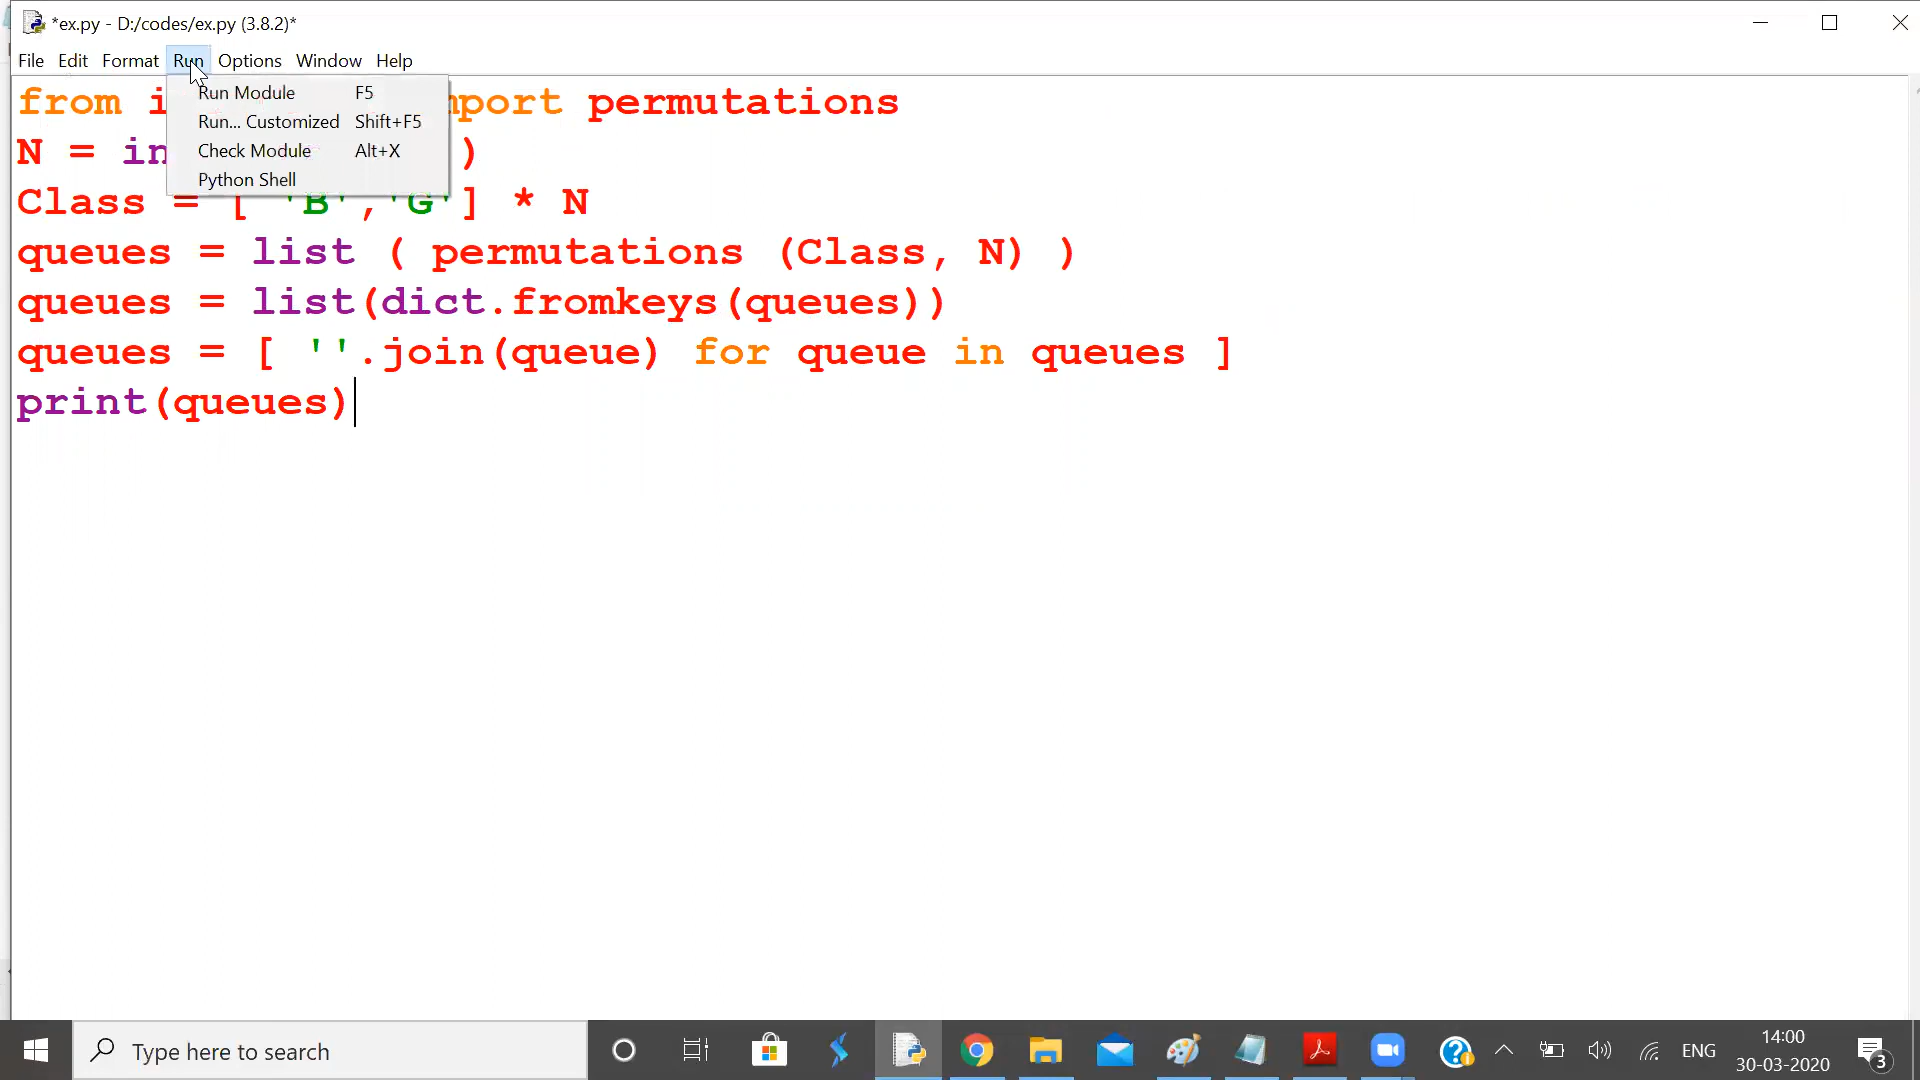 *ex.py - D:/codes/ex.py (3.8.2)*
File Edit Format Run Options Window Help
Run Module F5
Run... Customized Shift+F5
Check Module Alt+X
Python Shell
from import permutations
N = in )
Class = [ 'B','G'] * N
queues = list ( permutations (Class, N) )
queues = list(dict.fromkeys(queues))
queues = [ ''.join(queue) for queue in queues ]
print(queues)
Type here to search
ENG
14:00
30-03-2020
3